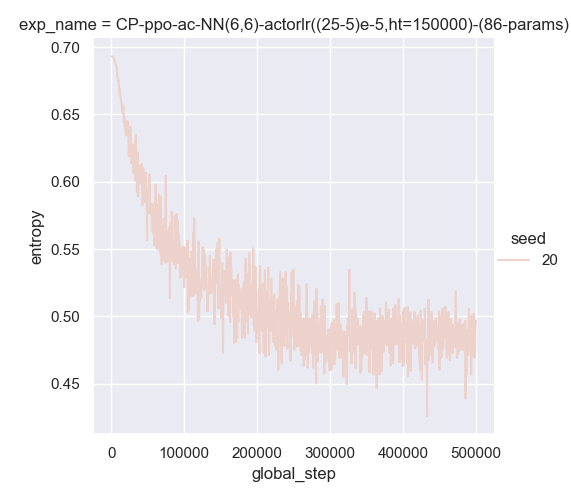 exp_name = CP-ppo-ac-NN(6,6)-actorlr((25-5)e-5,ht=150000)-(86-params)
0.70
0.65
0.60
0.55
0.50
0.45
entropy
0 100000 200000 300000 400000 500000
global_step
seed
20